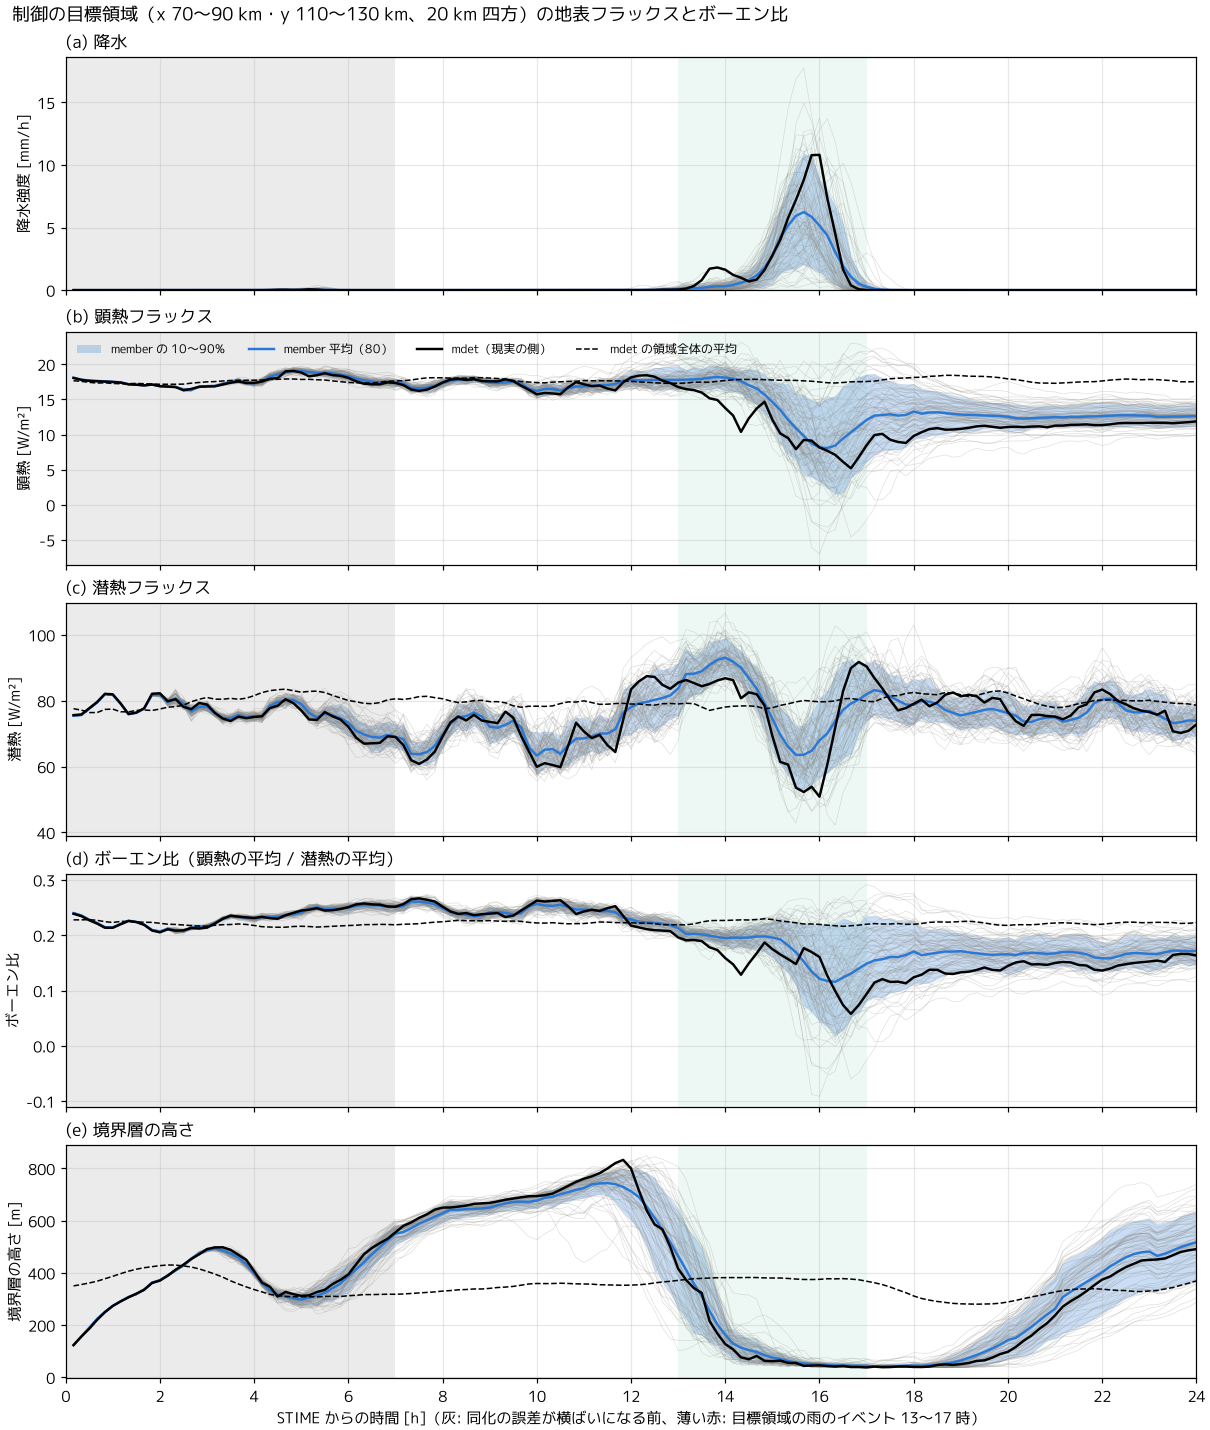 制御の目標領域（x 70〜90 km・y 110〜130 km、20 km 四方）の地表フラックスとボーエン比
(a) 降水
降水強度 [mm/h]
15
10
5
0
(b) 顕熱フラックス
member の 10〜90%
member 平均（80）
mdet（現実の側）
mdet の領域全体の平均
顕熱 [W/m²]
20
15
10
5
0
-5
(c) 潜熱フラックス
潜熱 [W/m²]
100
80
60
40
(d) ボーエン比（顕熱の平均 / 潜熱の平均）
ボーエン比
0.3
0.2
0.1
0.0
-0.1
(e) 境界層の高さ
境界層の高さ [m]
800
600
400
200
0
0 2 4 6 8 10 12 14 16 18 20 22 24
STIME からの時間 [h]（灰: 同化の誤差が横ばいになる前、薄い赤: 目標領域の雨のイベント 13〜17 時）